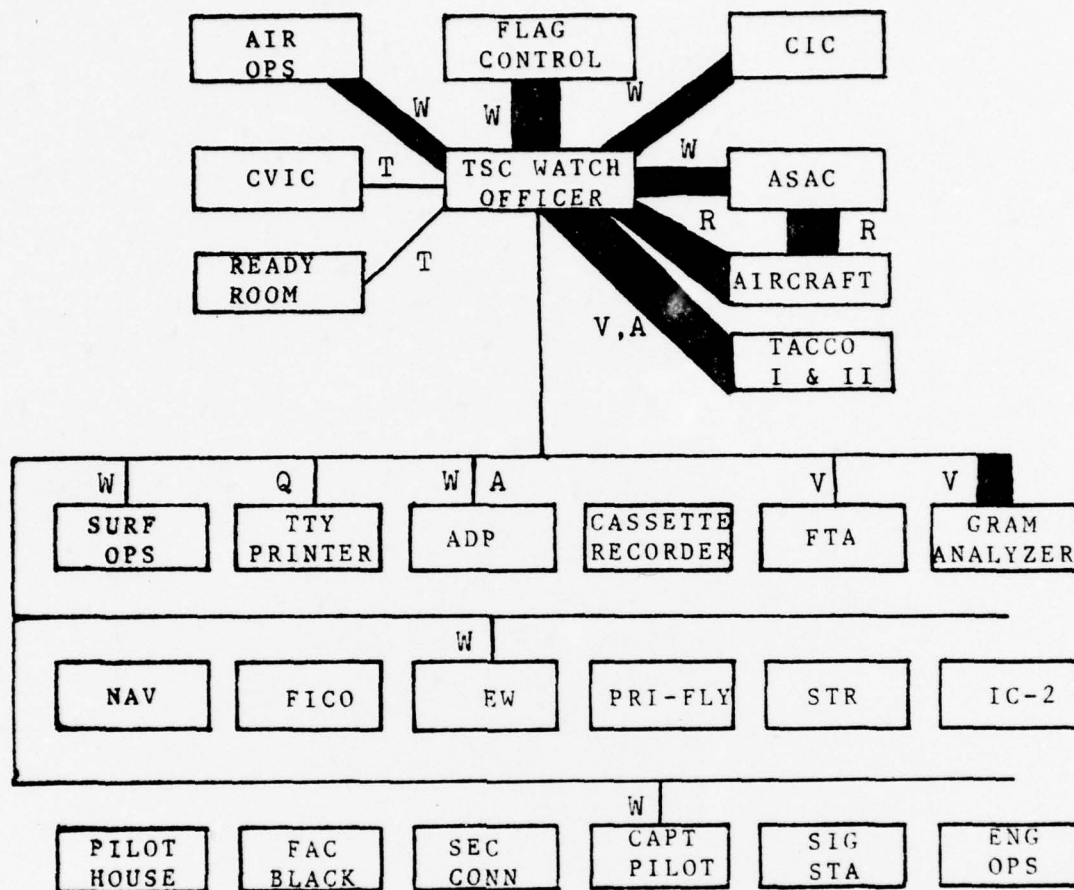 AIR
OPS
FLAG
CONTROL
CIC
W
W
W
CVIC
T
TSC WATCH
OFFICER
W
ASAC
R
R
READY
ROOM
T
AIRCRAFT
V,A
TACCO
I & II
W
Q
W A
V
V
SURF
OPS
TTY
PRINTER
ADP
CASSETTE
RECORDER
FTA
GRAM
ANALYZER
W
NAV
FICO
EW
PRI-FLY
STR
IC-2
W
PILOT
HOUSE
FAC
BLACK
SEC
CONN
CAPT
PILOT
SIG
STA
ENG
OPS